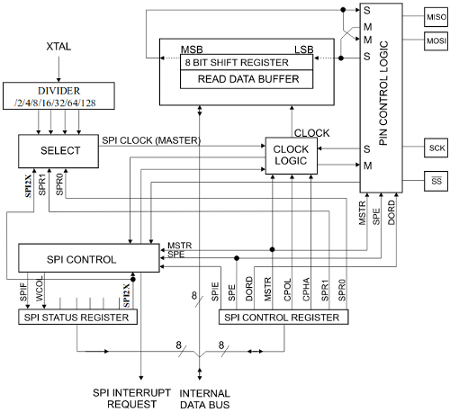 XTAL
DIVIDER
/2/4/8/16/32/64/128
SELECT
SPI CLOCK (MASTER)
SPI2X
SPR1
SPR0
MSB
LSB
8 BIT SHIFT REGISTER
READ DATA BUFFER
CLOCK
CLOCK
LOGIC
S
M
M
S
S
M
PIN CONTROL LOGIC
MISO
MOSI
SCK
SS
MSTR
SPE
DORD
SPI CONTROL
MSTR
SPE
SPIF
WCOL
SPI2X
SPI STATUS REGISTER
SPIE
SPE
DORD
MSTR
CPOL
CPHA
SPR1
SPR0
SPI CONTROL REGISTER
8
8
8
SPI INTERRUPT
REQUEST
INTERNAL
DATA BUS